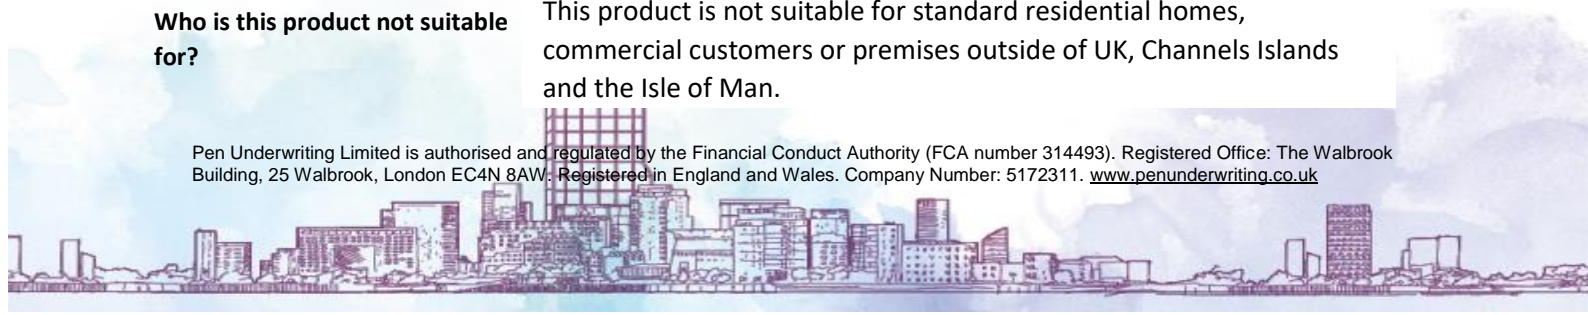 Who is this product not suitable
for?
This product is not suitable for standard residential homes,
commercial customers or premises outside of UK, Channels Islands
and the Isle of Man.
Pen Underwriting Limited is authorised and regulated by the Financial Conduct Authority (FCA number 314493). Registered Office: The Walbrook
Building, 25 Walbrook, London EC4N 8AW. Registered in England and Wales. Company Number: 5172311. www.penunderwriting.co.uk